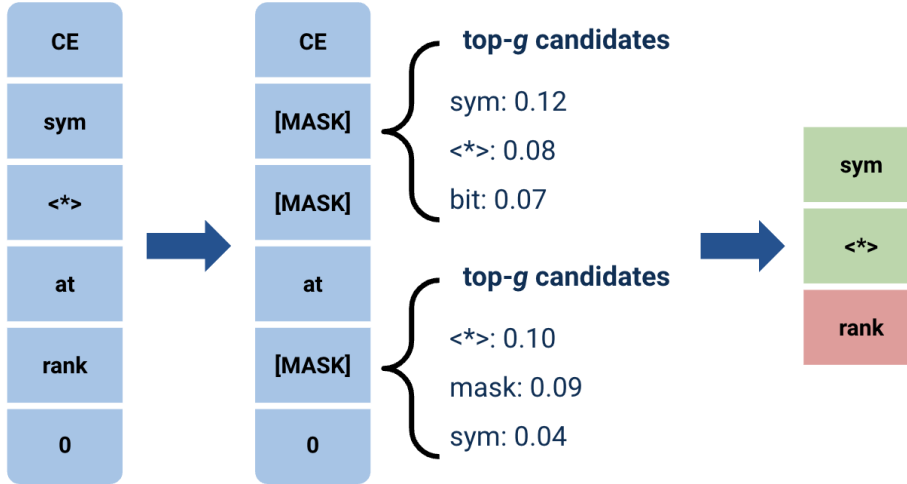 CE
sym
<*>
at
rank
0
CE
[MASK]
[MASK]
at
[MASK]
0
top-g candidates
sym: 0.12
<*>: 0.08
bit: 0.07
top-g candidates
<*>: 0.10
mask: 0.09
sym: 0.04
sym
<*>
rank